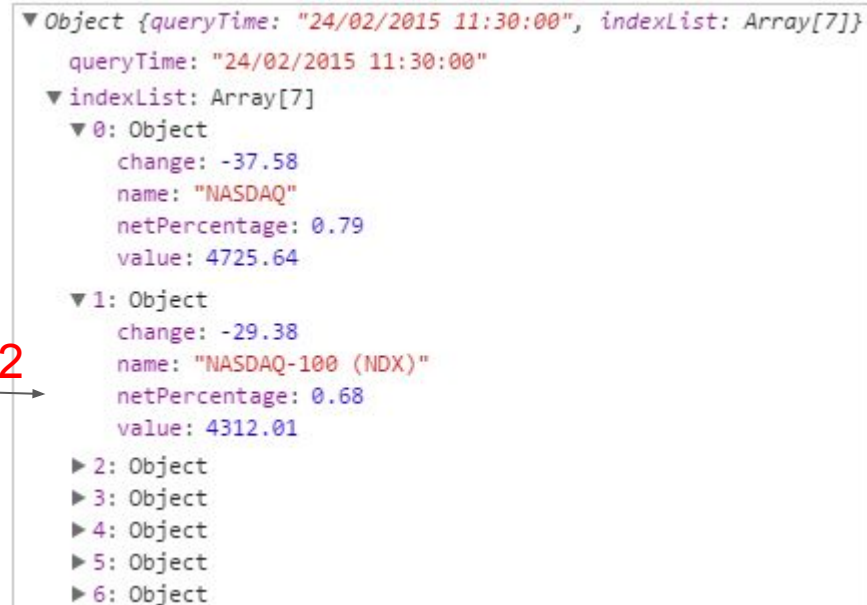 ▼ Object {queryTime: "24/02/2015 11:30:00", indexList: Array[7]}
queryTime: "24/02/2015 11:30:00"
▼ indexList: Array[7]
▼ 0: Object
change: -37.58
name: "NASDAQ"
netPercentage: 0.79
value: 4725.64
▼ 1: Object
change: -29.38
2
name: "NASDAQ-100 (NDX)"
netPercentage: 0.68
value: 4312.01
▶ 2: Object
▶ 3: Object
▶ 4: Object
▶ 5: Object
▶ 6: Object